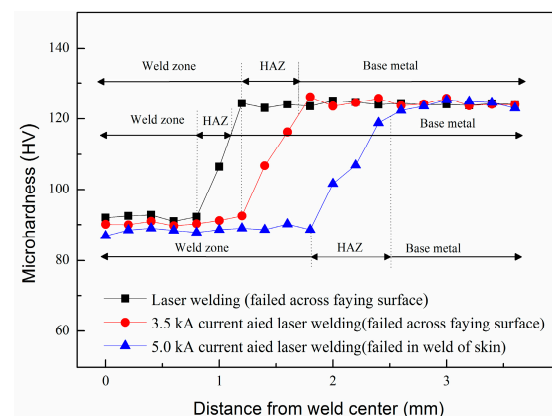 140
120
100
80
60
Microhardness (HV)
Weld zone HAZ Base metal
Weld zone HAZ Base metal
Weld zone HAZ Base metal
Laser welding (failed across faying surface)
3.5 kA current aied laser welding(failed across faying surface)
5.0 kA current aied laser welding(failed in weld of skin)
0 1 2 3
Distance from weld center (mm)